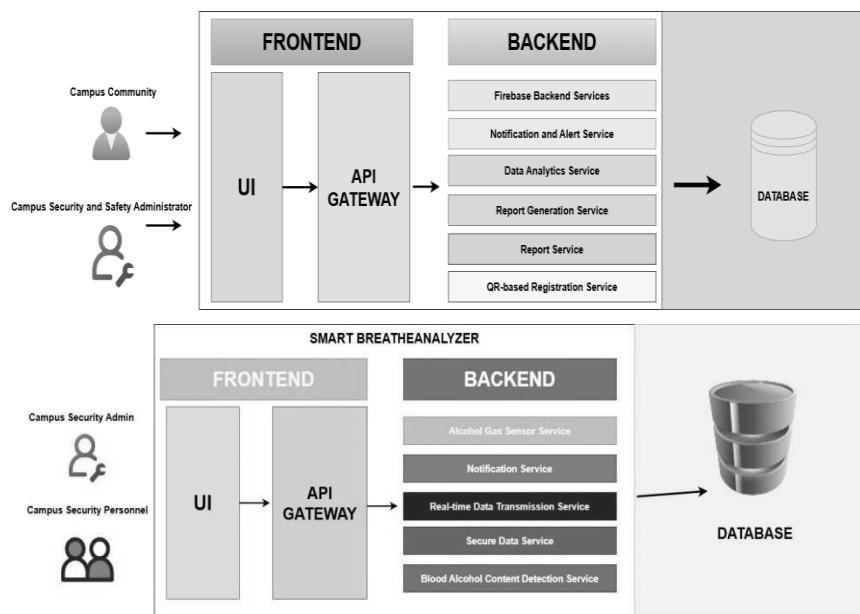 FRONTEND
BACKEND
Campus Community
Campus Security and Safety Administrator
UI
API
GATEWAY
Firebase Backend Services
Notification and Alert Service
Data Analytics Service
Report Generation Service
Report Service
QR-based Registration Service
DATABASE
SMART BREATHEANALYZER
FRONTEND
BACKEND
Campus Security Admin
Campus Security Personnel
UI
API
GATEWAY
Alcohol Gas Sensor Service
Notification Service
Real-time Data Transmission Service
Secure Data Service
Blood Alcohol Content Detection Service
DATABASE